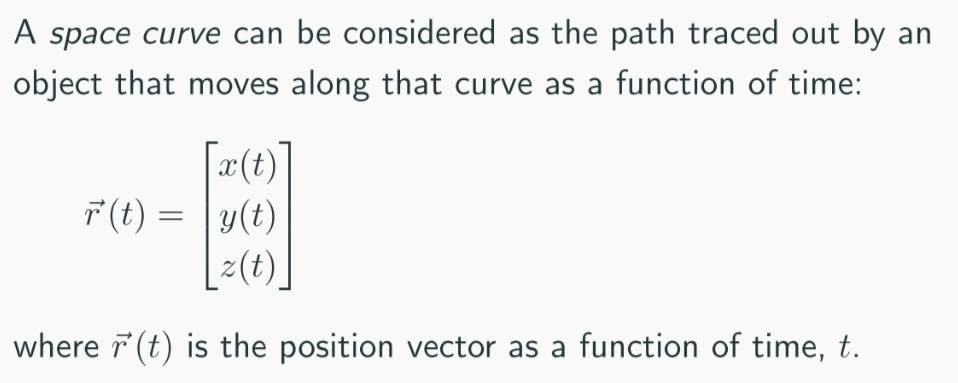 A space curve can be considered as the path traced out by an
object that moves along that curve as a function of time:
$\vec{r}(t) = \begin{bmatrix} x(t) \\ y(t) \\ z(t) \end{bmatrix}$
where $\vec{r}(t)$ is the position vector as a function of time, $t$.